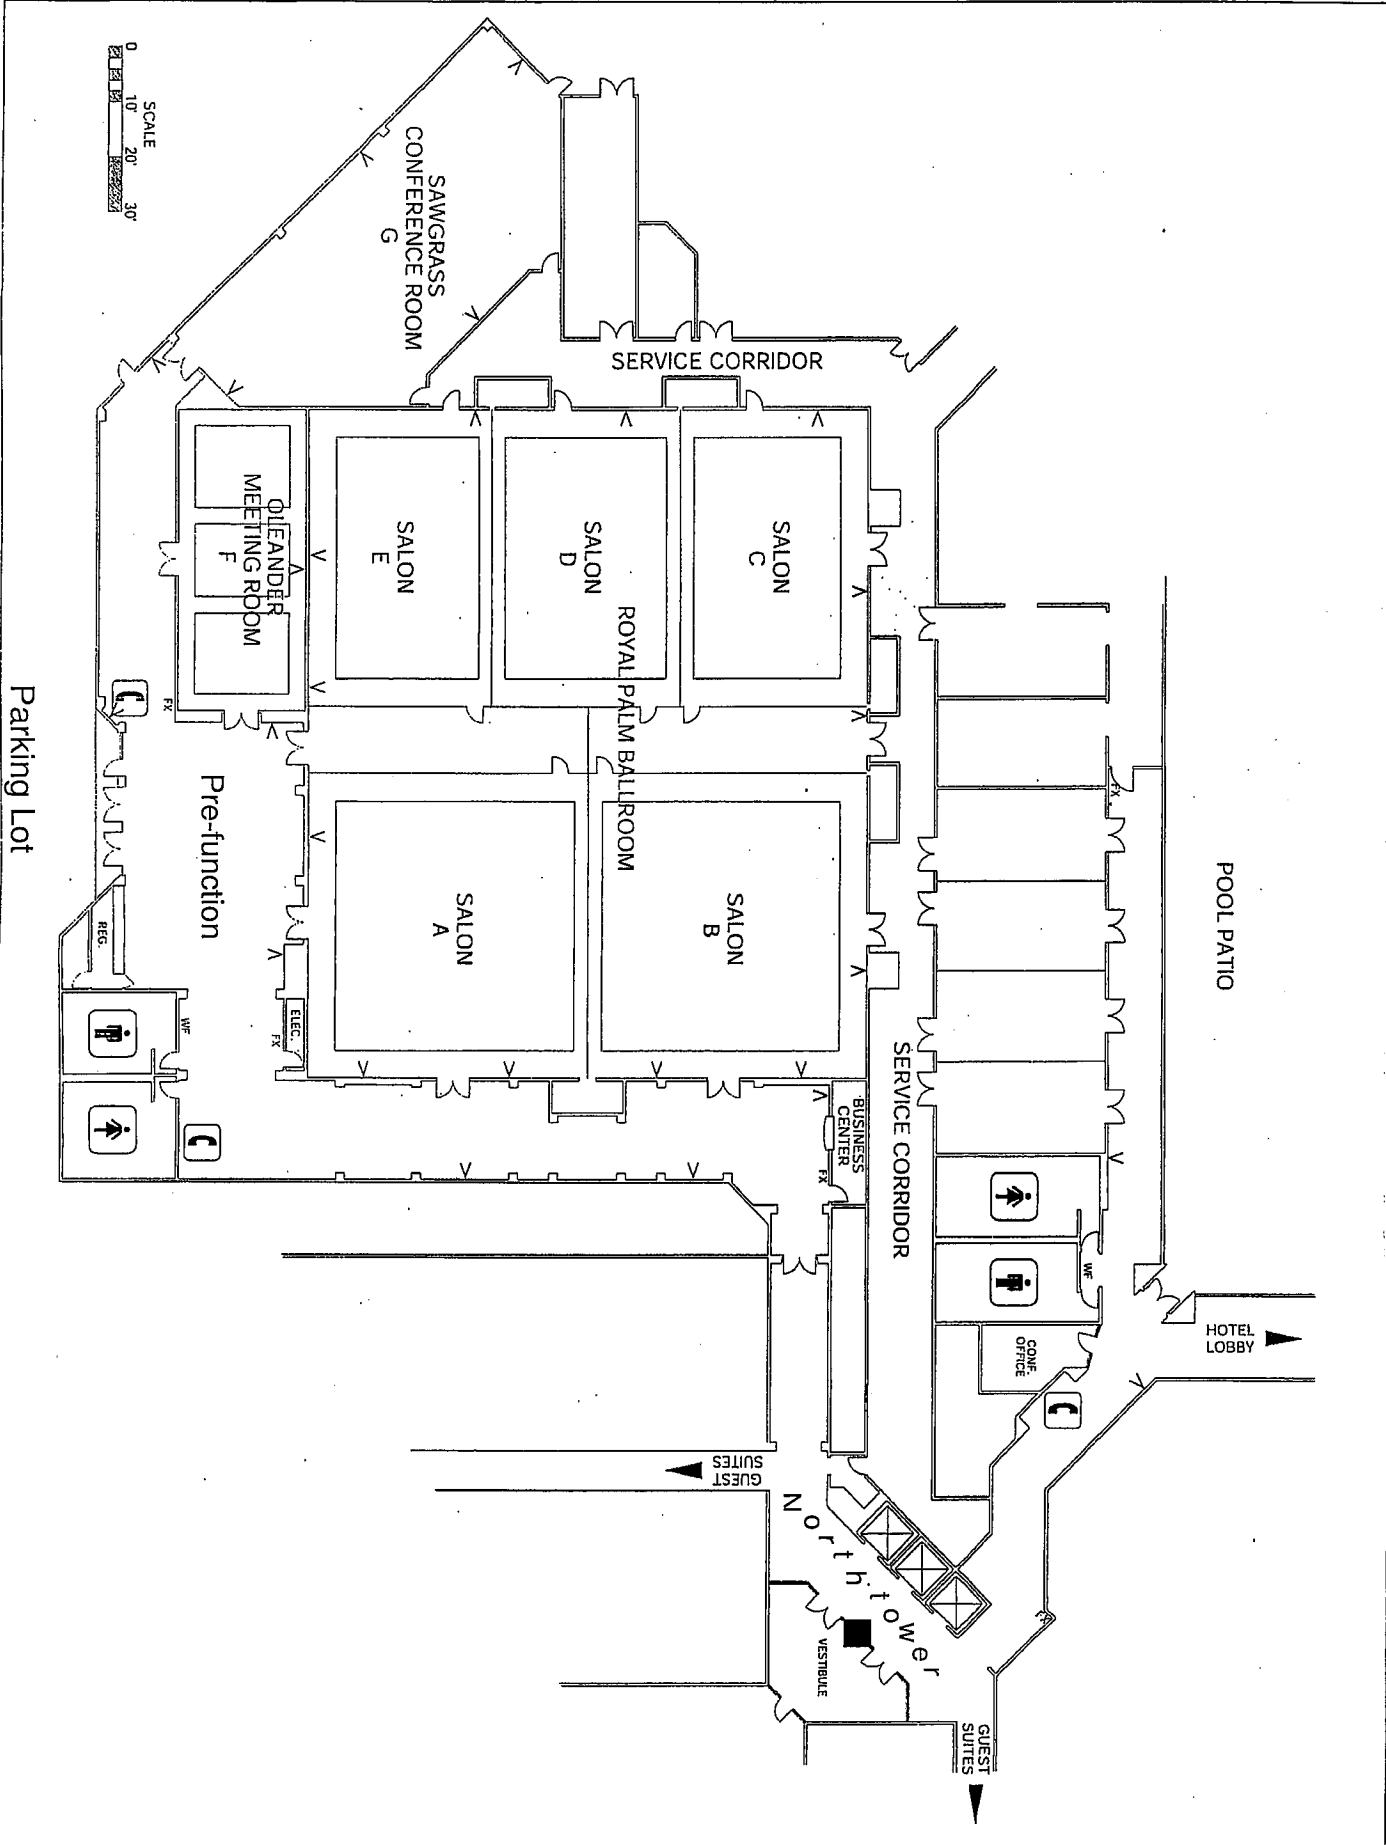 SCALE
0
10'
20'
30'
SAWGRASS
CONFERENCE ROOM
G
SERVICE CORRIDOR
SALON
C
SALON
D
SALON
E
OLEANDER
MEETING ROOM
F
ROYAL PALM BALLROOM
SALON
A
SALON
B
Pre-function
Parking Lot
FX
REG.
WF
ELEC.
FX
BUSINESS
CENTER
FX
SERVICE CORRIDOR
POOL PATIO
FX
WF
CONF.
OFFICE
HOTEL
LOBBY
GUEST
SUITES
North tower
FX
VESTIBULE
GUEST
SUITES